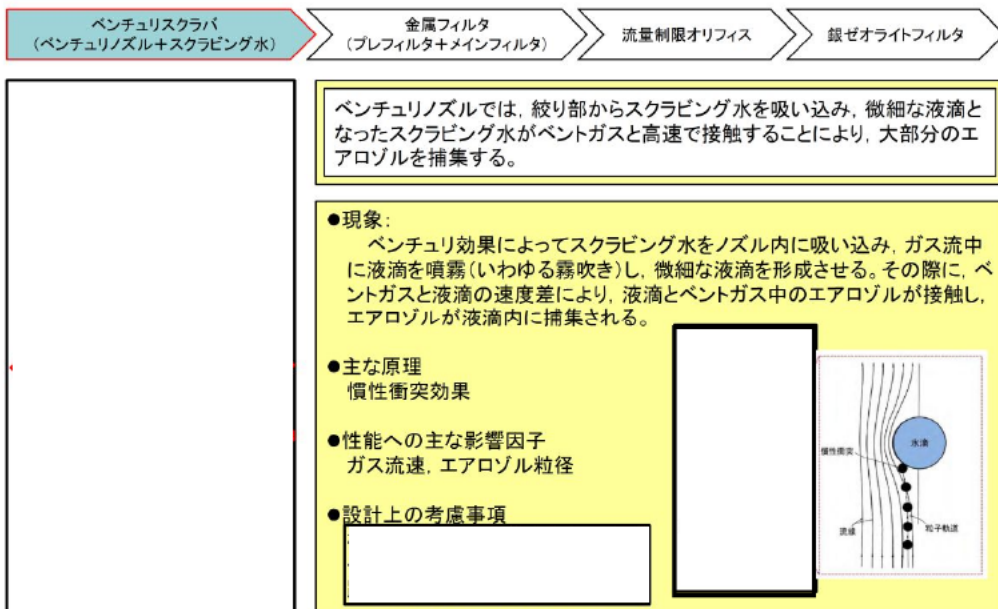 ベンチュリスクラバ
(ベンチュリノズル+スクラビング水)
金属フィルタ
(プレフィルタ+メインフィルタ)
流量制限オリフィス
銀ゼオライトフィルタ
ベンチュリノズルでは, 絞り部からスクラビング水を吸い込み, 微細な液滴と
なったスクラビング水がベントガスと高速で接触することにより, 大部分のエ
アロゾルを捕集する。
●現象:
ベンチュリ効果によってスクラビング水をノズル内に吸い込み, ガス流中
に液滴を噴霧(いわゆる霧吹き)し, 微細な液滴を形成させる。その際に, ベ
ントガスと液滴の速度差により, 液滴とベントガス中のエアロゾルが接触し,
エアロゾルが液滴内に捕集される。
●主な原理
慣性衝突効果
●性能への主な影響因子
ガス流速, エアロゾル粒径
●設計上の考慮事項
水滴
慣性衝突
流線
粒子軌道